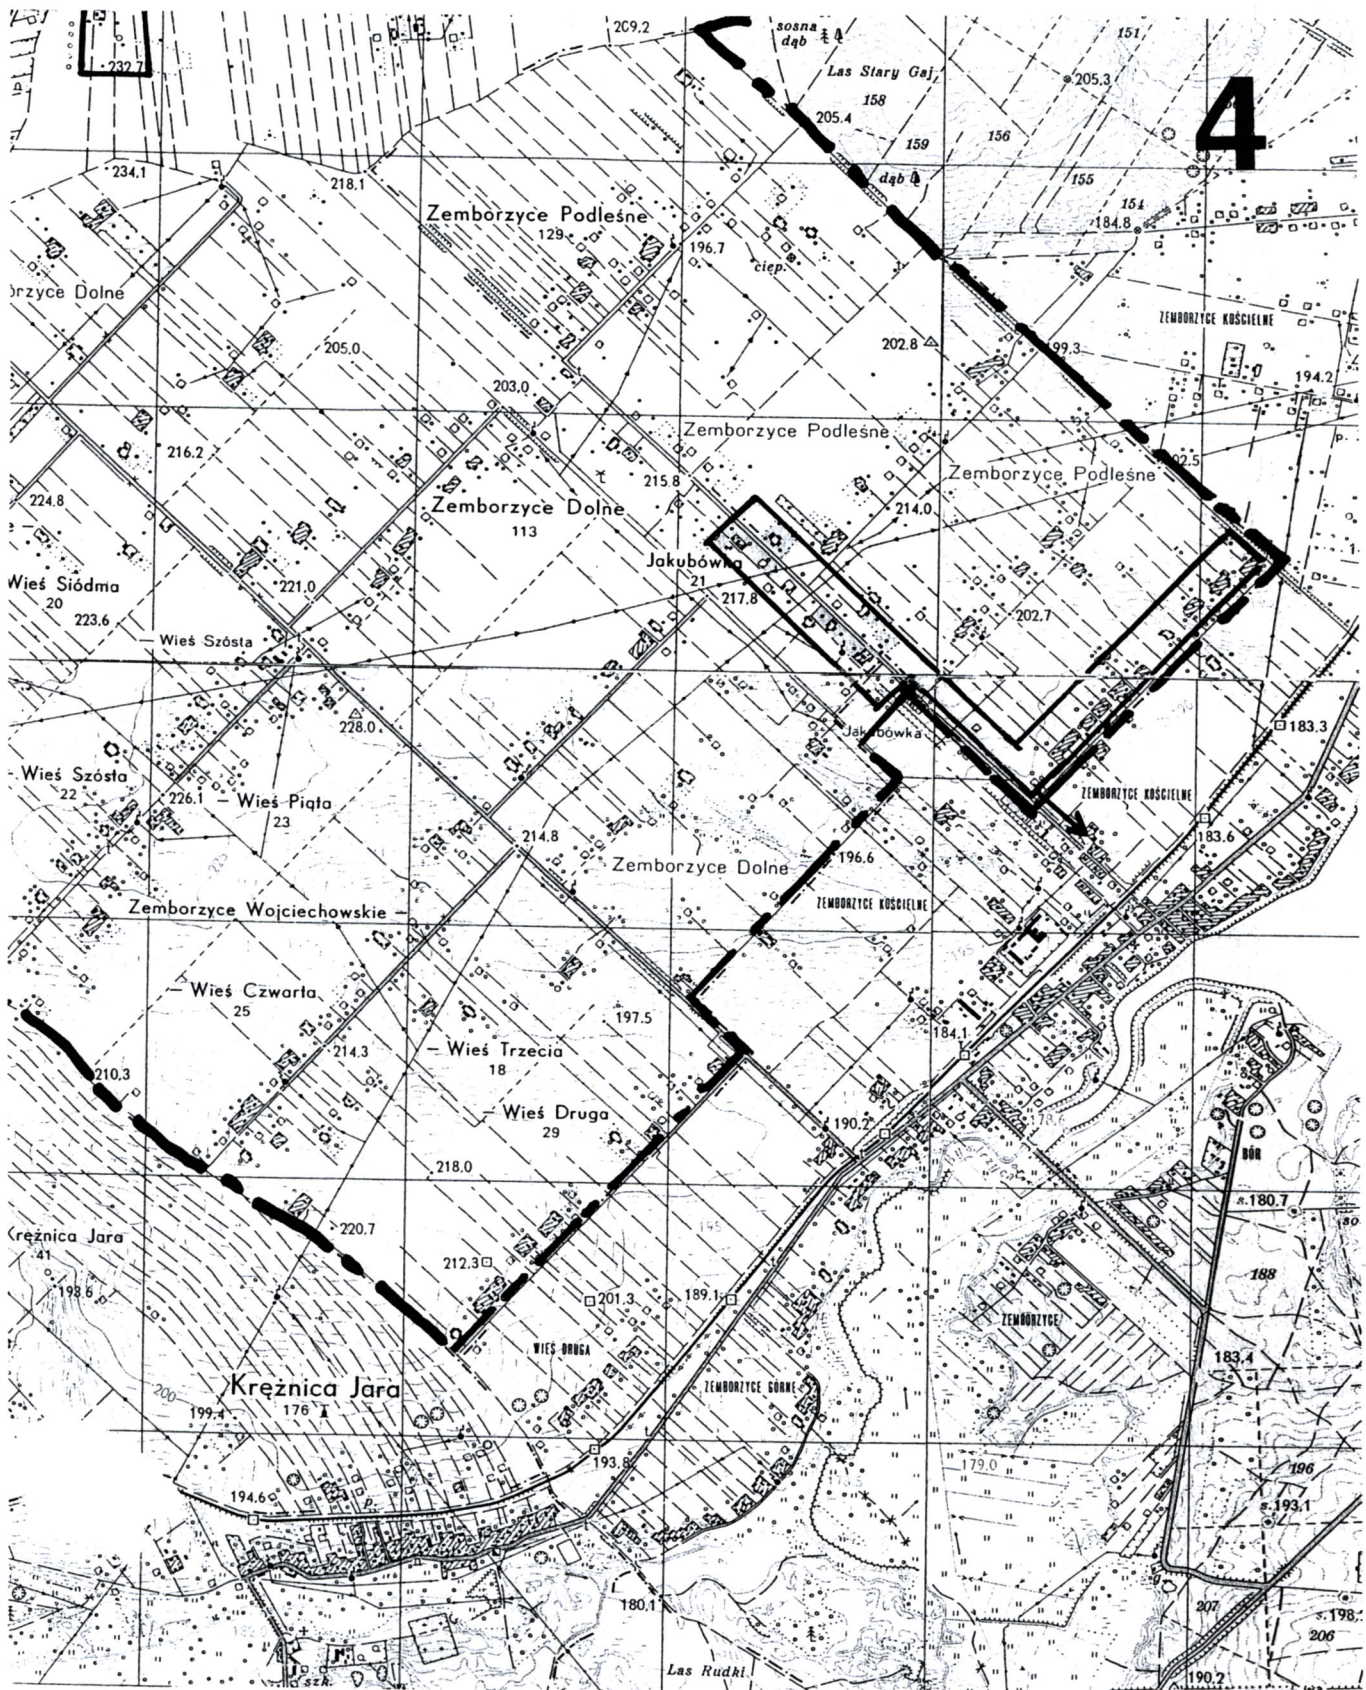 209.2
sosna
dąb
151
232.7
Las Stary Gaj
205.3
158
4
205.4
159
156
dąb
155
234.1
218.1
154
184.8
Zemborzyce Podleśne
129
196.7
ciep.
orzyce Dolne
ZEMBORZYCE KOŚCIELNE
205.0
202.8
199.3
203.0
194.2
Zemborzyce Podleśne
216.2
P.
92.5
215.8
Zemborzyce Podleśne
224.8
Zemborzyce Dolne
113
214.0
Jakubówka
21
Wieś Siódma
20
221.0
217.8
223.6
202.7
Wieś Szósta
228.0
183.3
Jakubówka
Wieś Szósta
22
226.1
Wieś Piąta
23
ZEMBORZYCE KOŚCIELNE
214.8
183.6
196.6
Zemborzyce Dolne
Zemborzyce Wojciechowskie
ZEMBORZYCE KOŚCIELNE
Wieś Czwarta
25
197.5
184.1
214.3
Wieś Trzecia
18
210.3
Wieś Druga
29
190.2
178.6
BÓR
218.0
s.180.7
220.7
145
so
Krężnica Jara
41
212.3
188
193.6
201.3
189.1
ZEMBORZYCE
WIEŚ DRUGA
183.4
Krężnica Jara
176
200
ZEMBORZYCE GÓRNE
199.4
193.8
179.0
196
194.6
p.
s.193.1
180.1
207
s.198.
206
Las Rudki
szk.
190.2